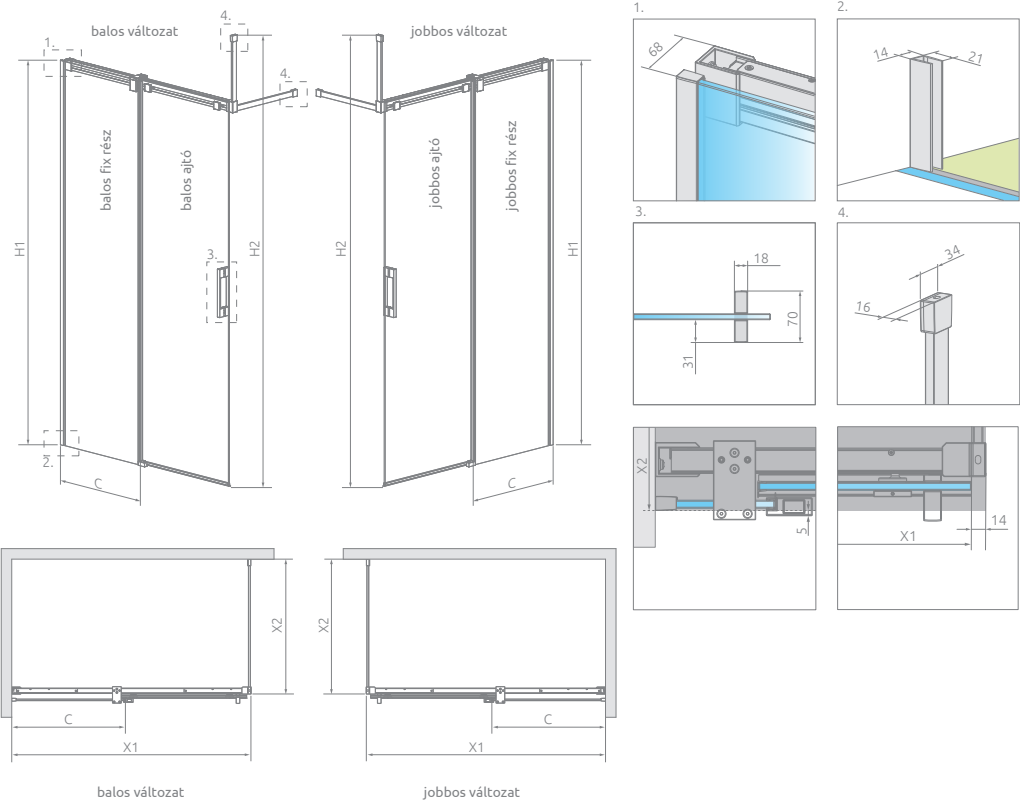 balos változat
1.
4.
4.
balos fix rész
balos ajtó
H1
H2
3.
2.
C
jobbos változat
jobbos ajtó
jobbos fix rész
H2
H1
C
1.
68
2.
14
21
3.
18
70
31
4.
34
16
X2
5
X1
14
X2
C
X1
balos változat
X2
C
X1
jobbos változat